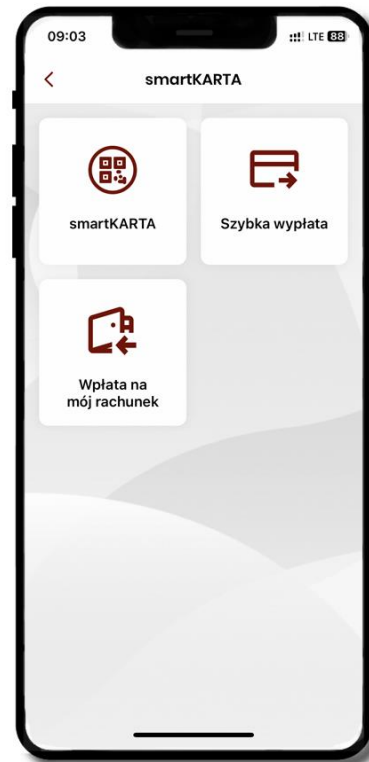 09:03 LTE 88
smartKARTA
smartKARTA
Szybka wypłata
Wpłata na
mój rachunek